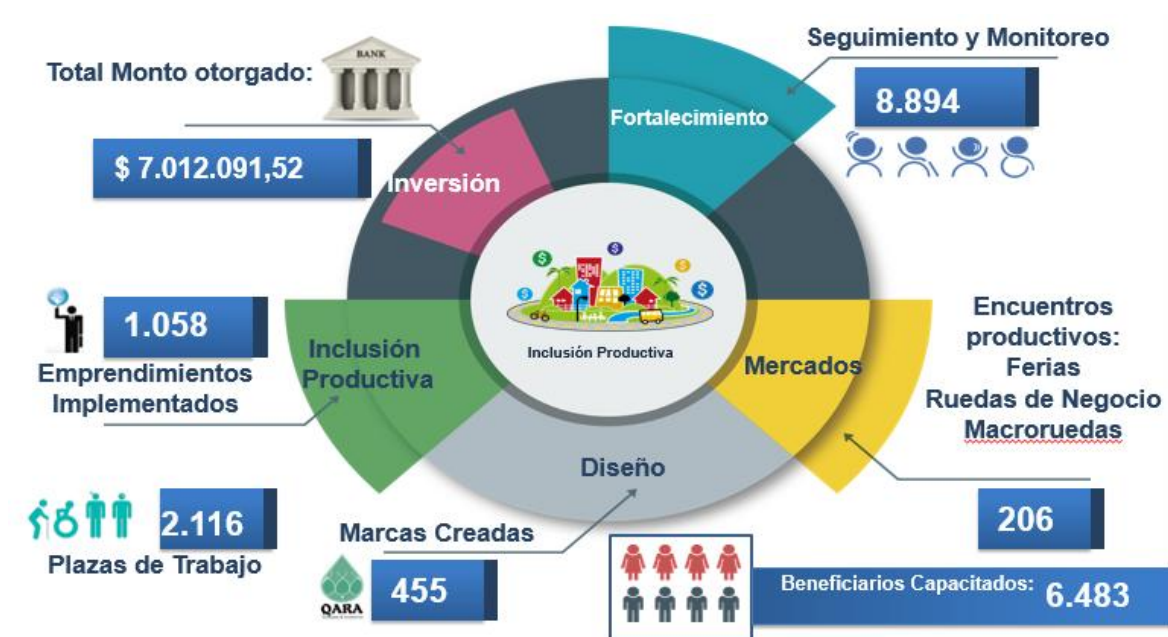 BANK
Total Monto otorgado:
$ 7.012.091,52
Inversión
Fortalecimiento
Seguimiento y Monitoreo
8.894
1.058
Emprendimientos
Implementados
Inclusión
Productiva
Inclusión Productiva
Mercados
Encuentros
productivos:
Ferias
Ruedas de Negocio
Macroruedas
206
Diseño
2.116
Plazas de Trabajo
Marcas Creadas
QARA
455
Beneficiarios Capacitados: 6.483